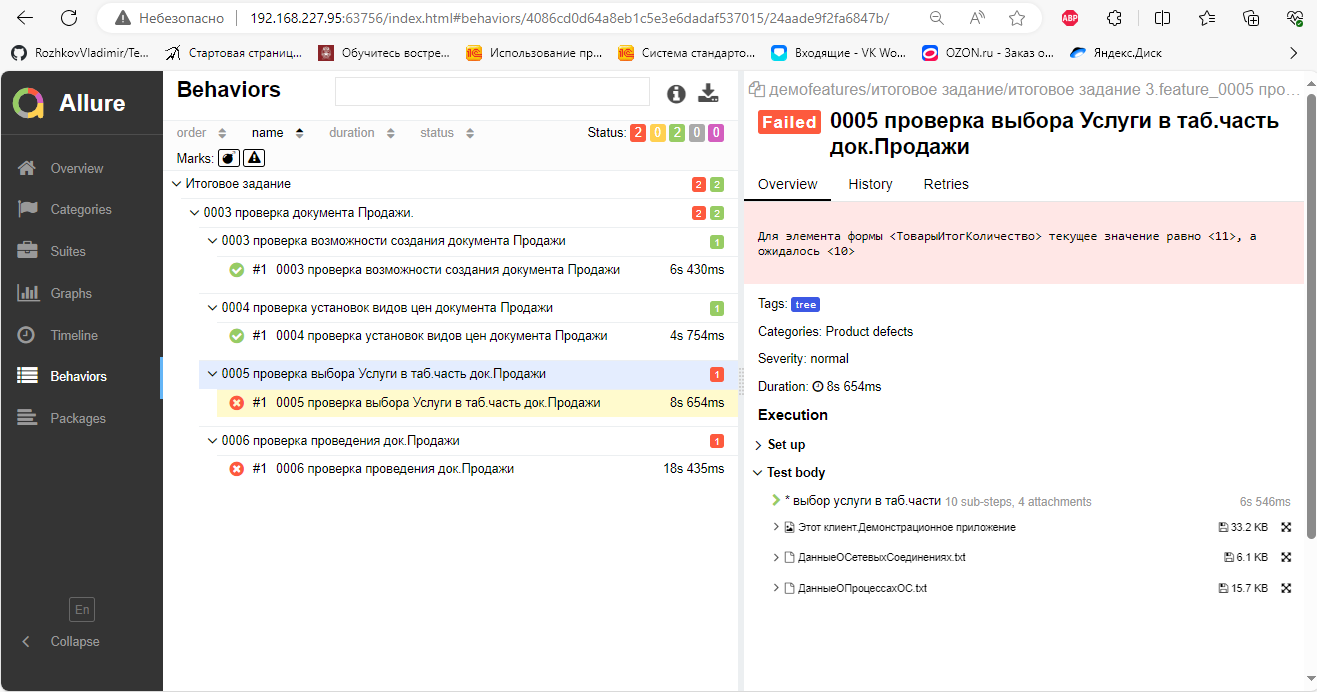 Небезопасно
192.168.227.95:63756/index.html#behaviors/4086cd0d64a8eb1c5e3e6dadaf537015/24aade9f2fa6847b/
ABP
RozhkovVladimir/Te...
Стартовая страниц...
Обучитесь востре...
Использование пр...
Система стандарто...
Входящие - VK Wo...
OZON.ru - Заказ о...
Яндекс.Диск
Allure
Overview
Categories
Suites
Graphs
Timeline
Behaviors
Packages
En
Collapse
Behaviors
order name duration status Status: 2 0 2 0 0
Marks:
Итоговое задание 2 2
0003 проверка документа Продажи. 2 2
0003 проверка возможности создания документа Продажи 1
#1 0003 проверка возможности создания документа Продажи 6s 430ms
0004 проверка установок видов цен документа Продажи 1
#1 0004 проверка установок видов цен документа Продажи 4s 754ms
0005 проверка выбора Услуги в таб.часть док.Продажи 1
#1 0005 проверка выбора Услуги в таб.часть док.Продажи 8s 654ms
0006 проверка проведения док.Продажи 1
#1 0006 проверка проведения док.Продажи 18s 435ms
демоfeatures/итоговое задание/итоговое задание 3.feature_0005 про...
Failed 0005 проверка выбора Услуги в таб.часть
док.Продажи
Overview History Retries
Для элемента формы <ТоварыИтогКоличество> текущее значение равно <11>, а
ожидалось <10>
Tags: tree
Categories: Product defects
Severity: normal
Duration: 8s 654ms
Execution
Set up
Test body
* выбор услуги в таб.части 10 sub-steps, 4 attachments 6s 546ms
Этот клиент.Демонстрационное приложение 33.2 KB
ДанныеОСетевыхСоединениях.txt 6.1 KB
ДанныеОПроцессахОС.txt 15.7 KB